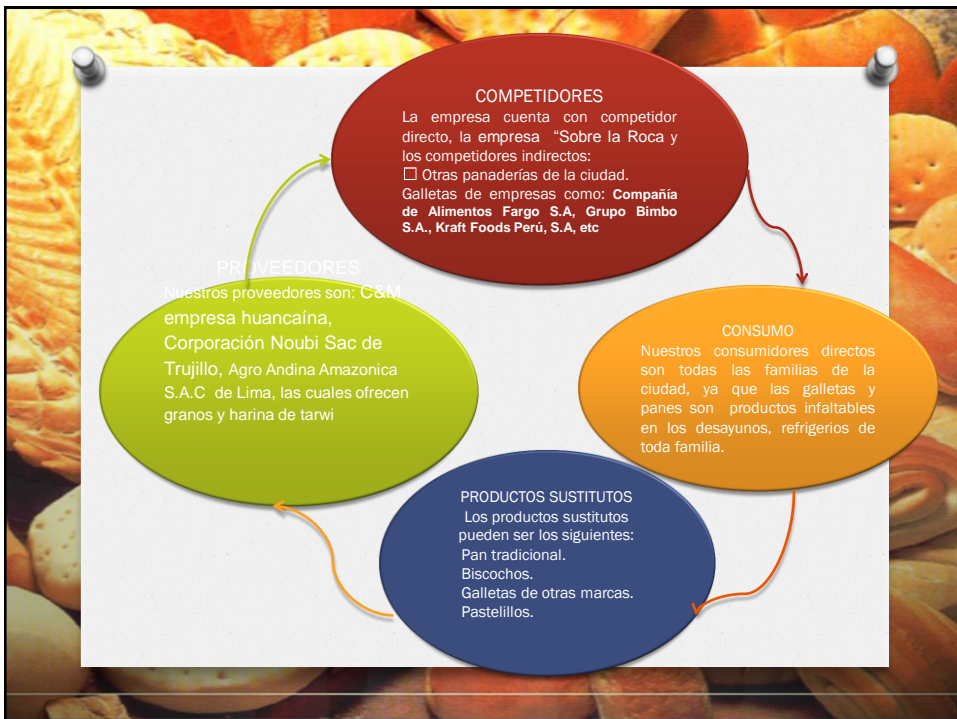 COMPETIDORES
La empresa cuenta con competidor
directo, la empresa “Sobre la Roca y
los competidores indirectos:
☐ Otras panaderías de la ciudad.
Galletas de empresas como: Compañía
de Alimentos Fargo S.A, Grupo Bimbo
S.A., Kraft Foods Perú, S.A, etc
CONSUMO
Nuestros consumidores directos
son todas las familias de la
ciudad, ya que las galletas y
panes son productos infaltables
en los desayunos, refrigerios de
toda familia.
PRODUCTOS SUSTITUTOS
Los productos sustitutos
pueden ser los siguientes:
Pan tradicional.
Biscochos.
Galletas de otras marcas.
Pastelillos.
PROVEEDORES
Nuestros proveedores son: C&M
empresa huancaína,
Corporación Noubi Sac de
Trujillo, Agro Andina Amazonica
S.A.C de Lima, las cuales ofrecen
granos y harina de tarwi